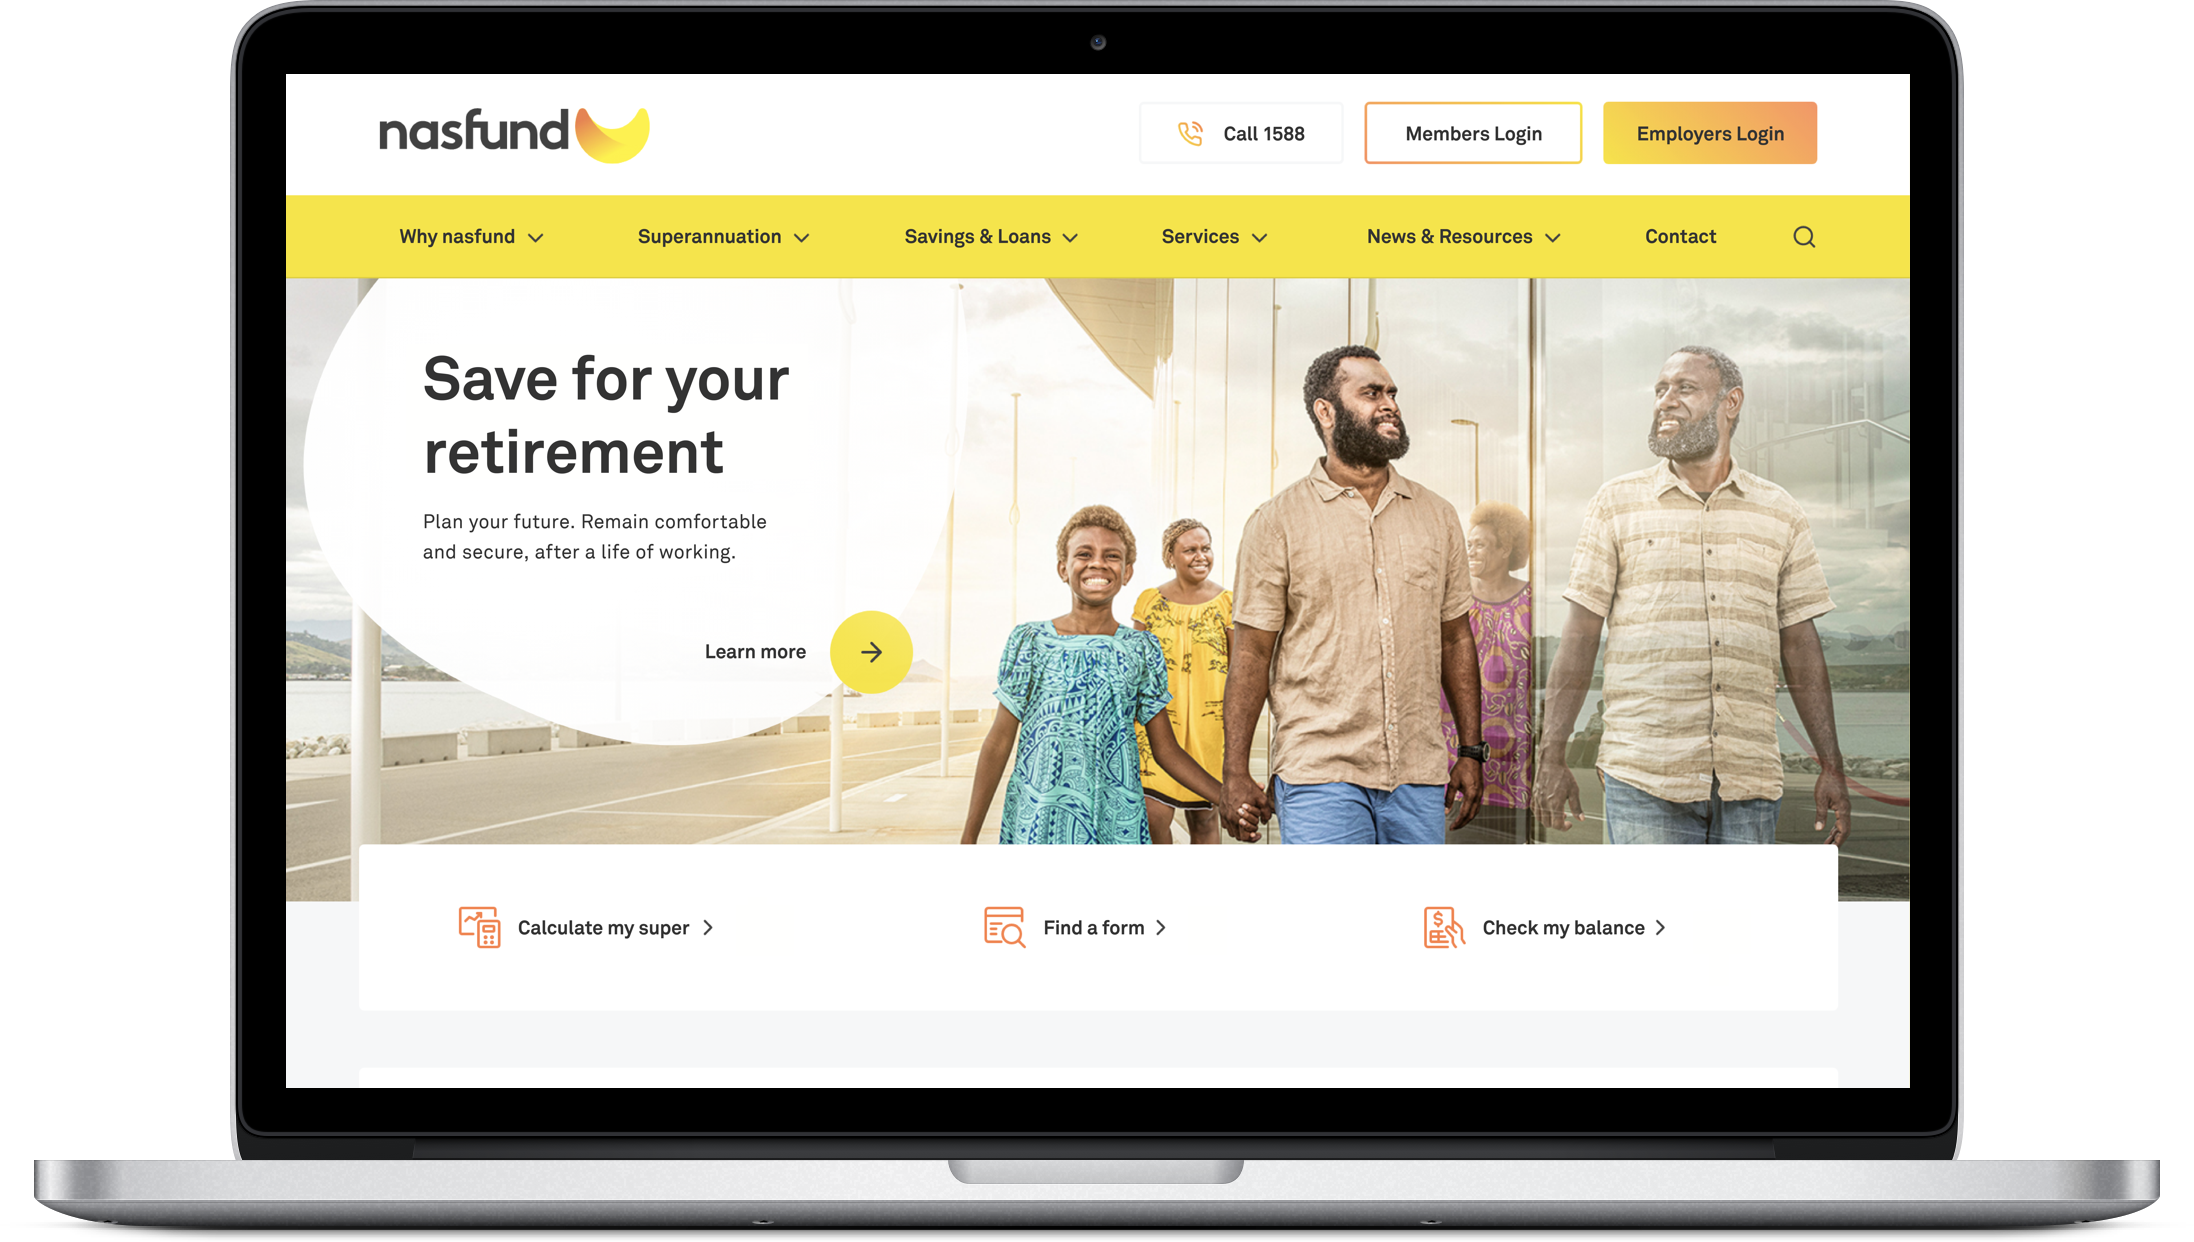 nasfund
Call 1588
Members Login
Employers Login
Why nasfund
Superannuation
Savings & Loans
Services
News & Resources
Contact
Save for your
retirement
Plan your future. Remain comfortable
and secure, after a life of working.
Learn more
Calculate my super
Find a form
Check my balance